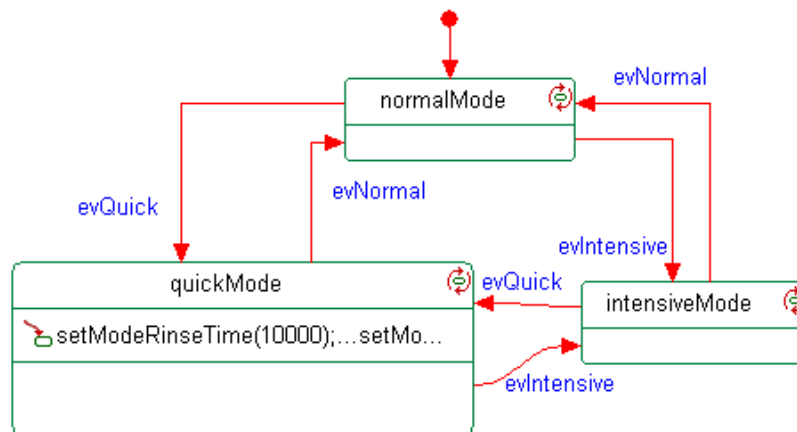 normalMode
evNormal
evQuick
evNormal
evIntensive
quickMode
evQuick
intensiveMode
setModeRinseTime(10000);...setMo...
evIntensive